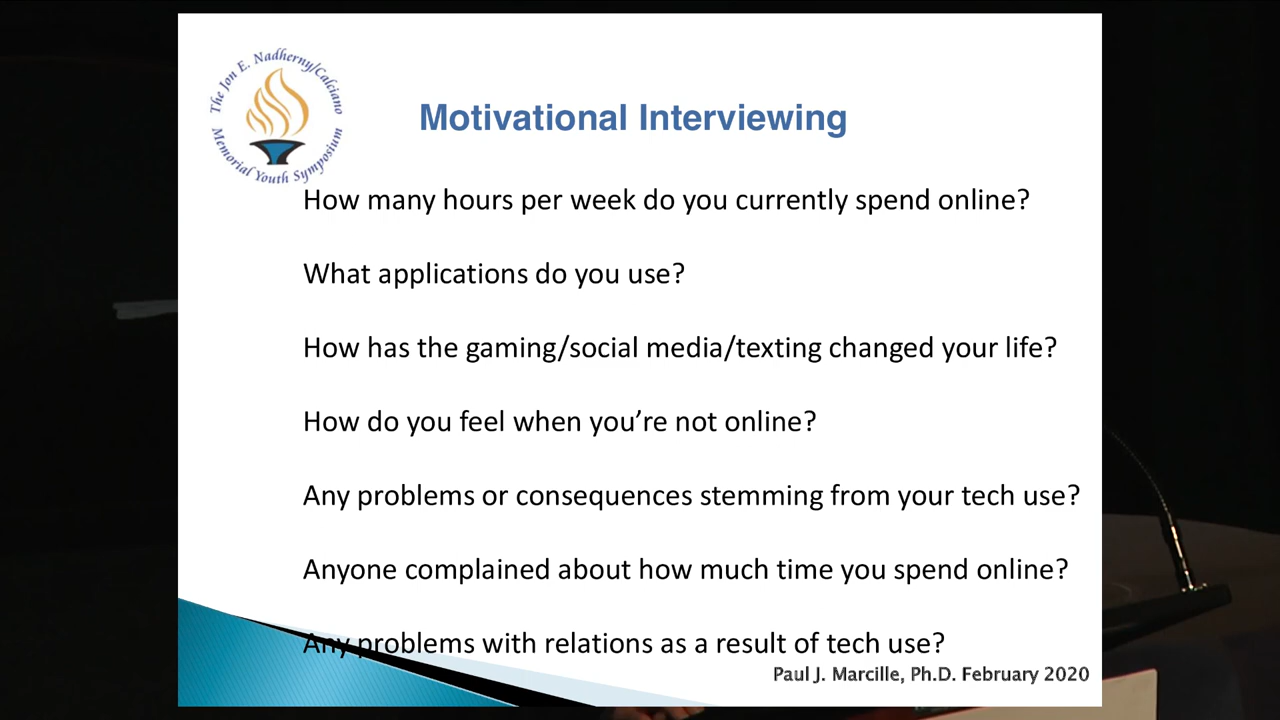 The Jon E. Nadherny/Calciano
Memorial Youth Symposium
Motivational Interviewing
How many hours per week do you currently spend online?
What applications do you use?
How has the gaming/social media/texting changed your life?
How do you feel when you’re not online?
Any problems or consequences stemming from your tech use?
Anyone complained about how much time you spend online?
Any problems with relations as a result of tech use?
Paul J. Marcille, Ph.D. February 2020